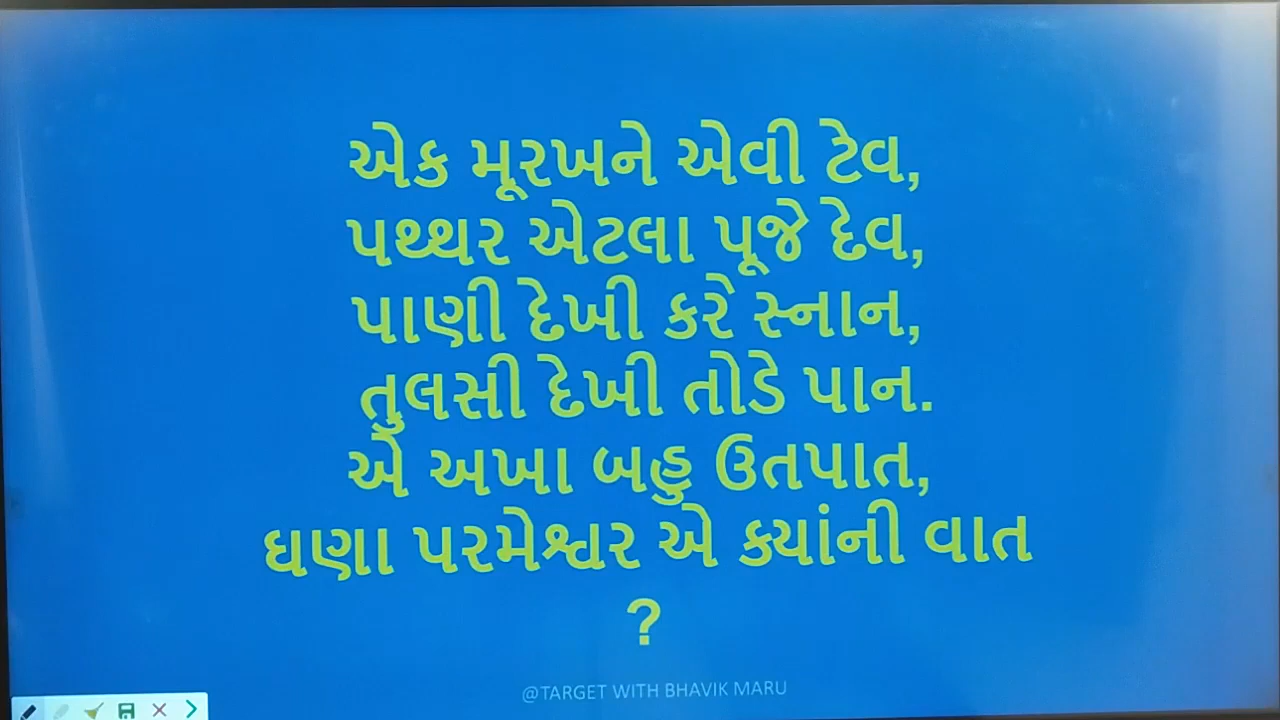 એક મૂરખને એવી ટેવ,
પથ્થર એટલા પૂજે દેવ,
પાણી દેખી કરે સ્નાન,
તુલસી દેખી તોડે પાન.
એ અખા બહુ ઉતપાત,
ઘણા પરમેશ્વર એ ક્યાંની વાત
?
@TARGET WITH BHAVIK MARU